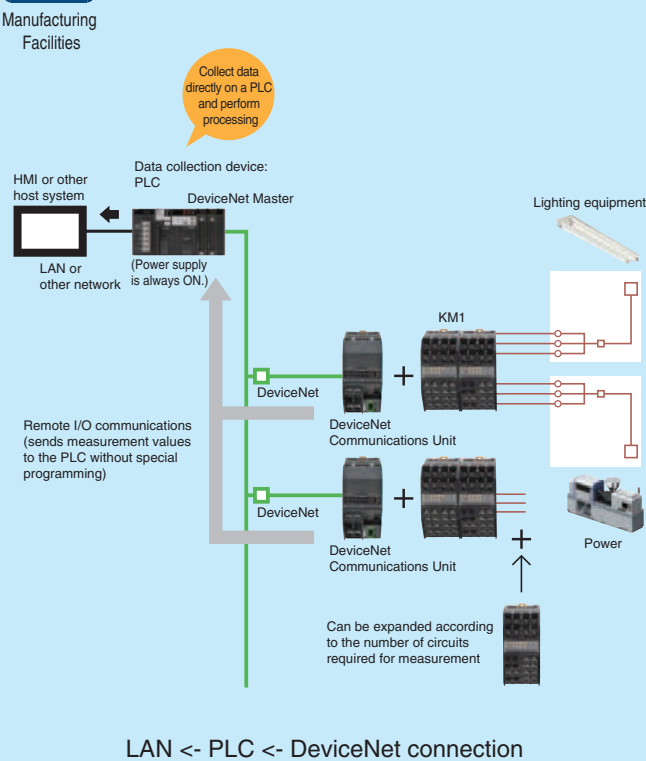 Manufacturing
Facilities
Collect data
directly on a PLC
and perform
processing
Data collection device:
PLC
HMI or other
host system
DeviceNet Master
Lighting equipment
LAN or
other network
(Power supply
is always ON.)
KM1
DeviceNet
DeviceNet
Communications Unit
Remote I/O communications
(sends measurement values
to the PLC without special
programming)
DeviceNet
DeviceNet
Communications Unit
Power
Can be expanded according
to the number of circuits
required for measurement
LAN <- PLC <- DeviceNet connection